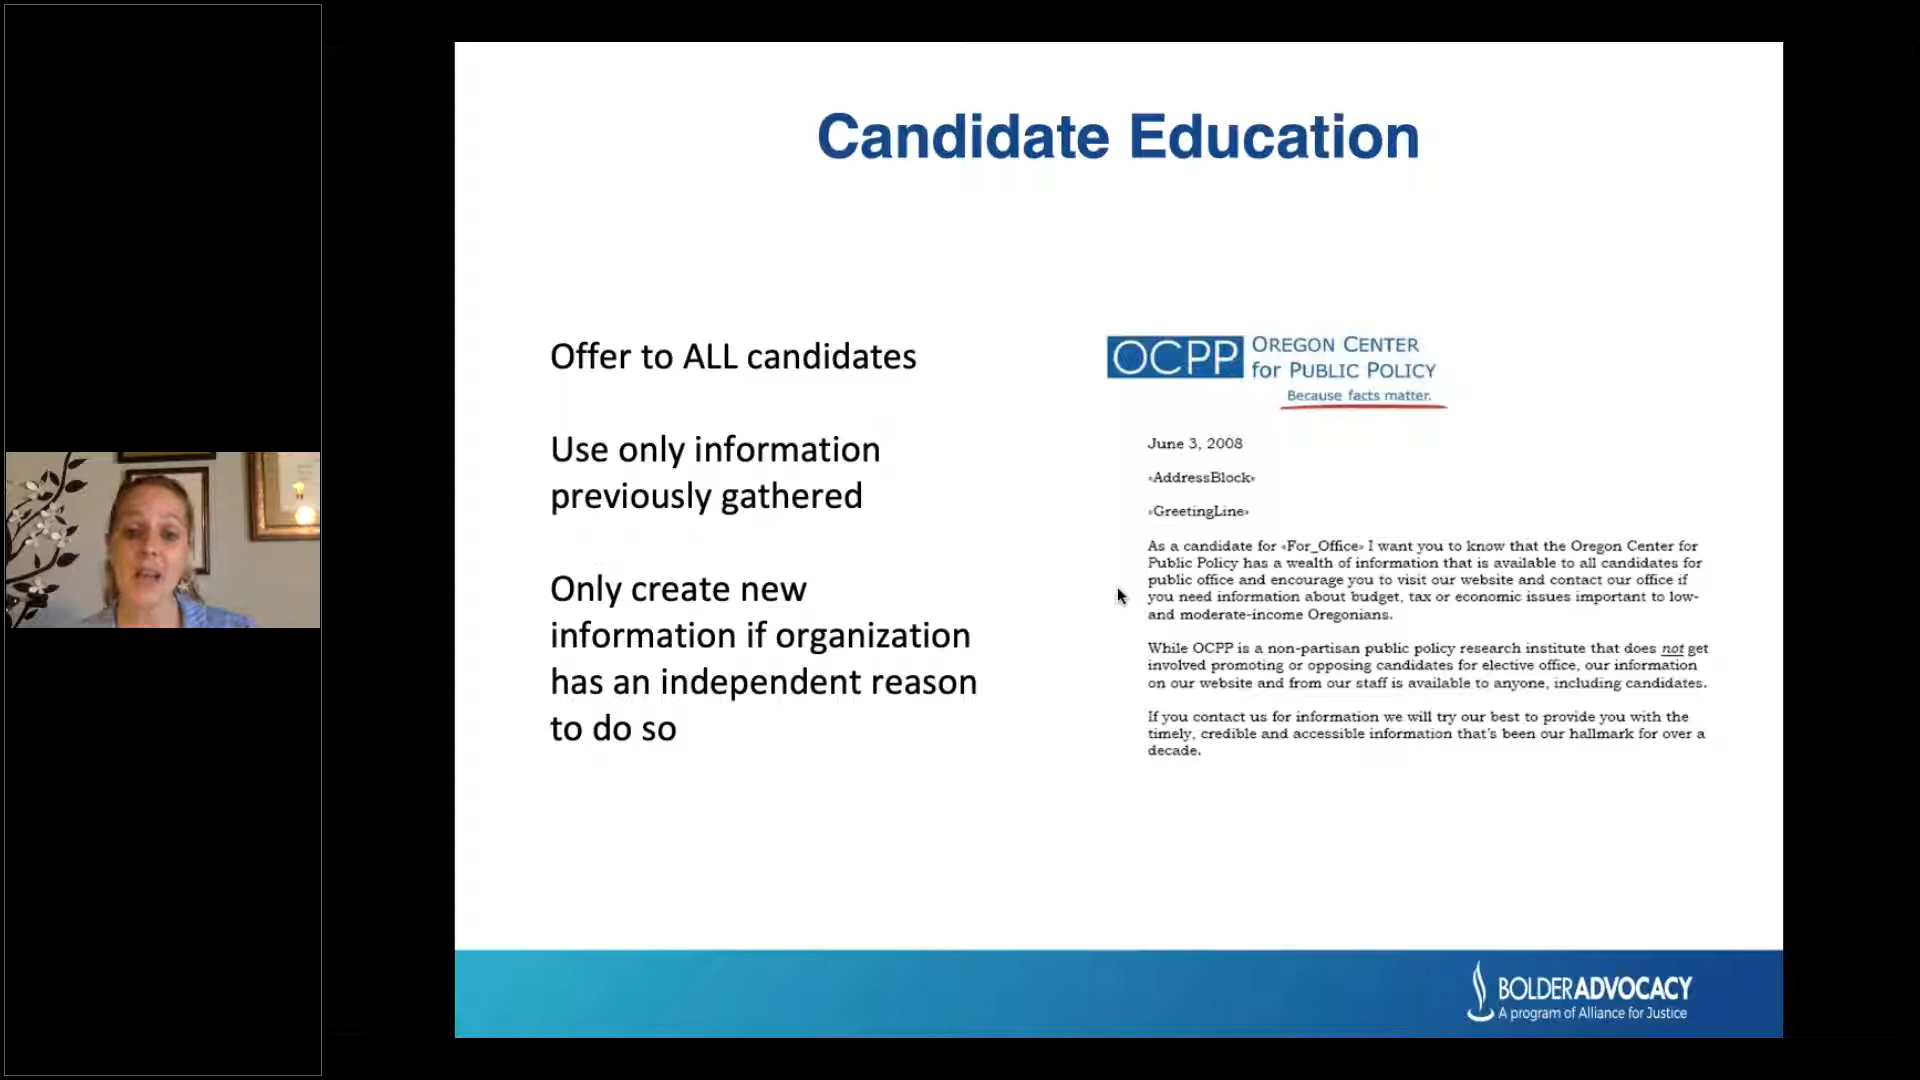 Candidate Education
Offer to ALL candidates
Use only information
previously gathered
Only create new
information if organization
has an independent reason
to do so
OCPP OREGON CENTER
for PUBLIC POLICY
Because facts matter.
June 3, 2008
«AddressBlock»
«GreetingLine»
As a candidate for «For_Office» I want you to know that the Oregon Center for
Public Policy has a wealth of information that is available to all candidates for
public office and encourage you to visit our website and contact our office if
you need information about budget, tax or economic issues important to low-
and moderate-income Oregonians.
While OCPP is a non-partisan public policy research institute that does not get
involved promoting or opposing candidates for elective office, our information
on our website and from our staff is available to anyone, including candidates.
If you contact us for information we will try our best to provide you with the
timely, credible and accessible information that's been our hallmark for over a
decade.
BOLDERADVOCACY
A program of Alliance for Justice